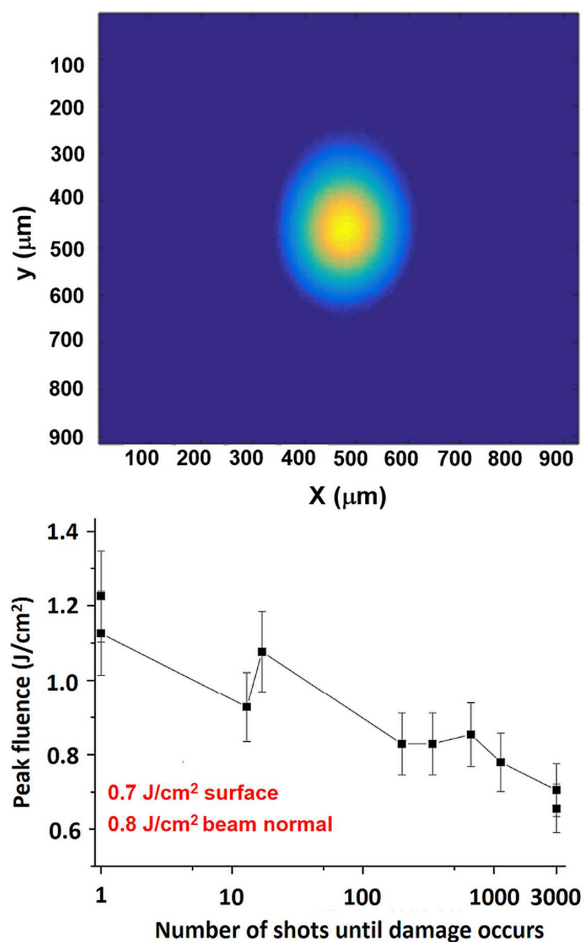 100
200
300
400
500
600
700
800
900
y (μm)
100 200 300 400 500 600 700 800 900
X (μm)
1.4
1.2
1.0
0.8
0.6
Peak fluence (J/cm²)
0.7 J/cm² surface
0.8 J/cm² beam normal
1 10 100 1000 3000
Number of shots until damage occurs